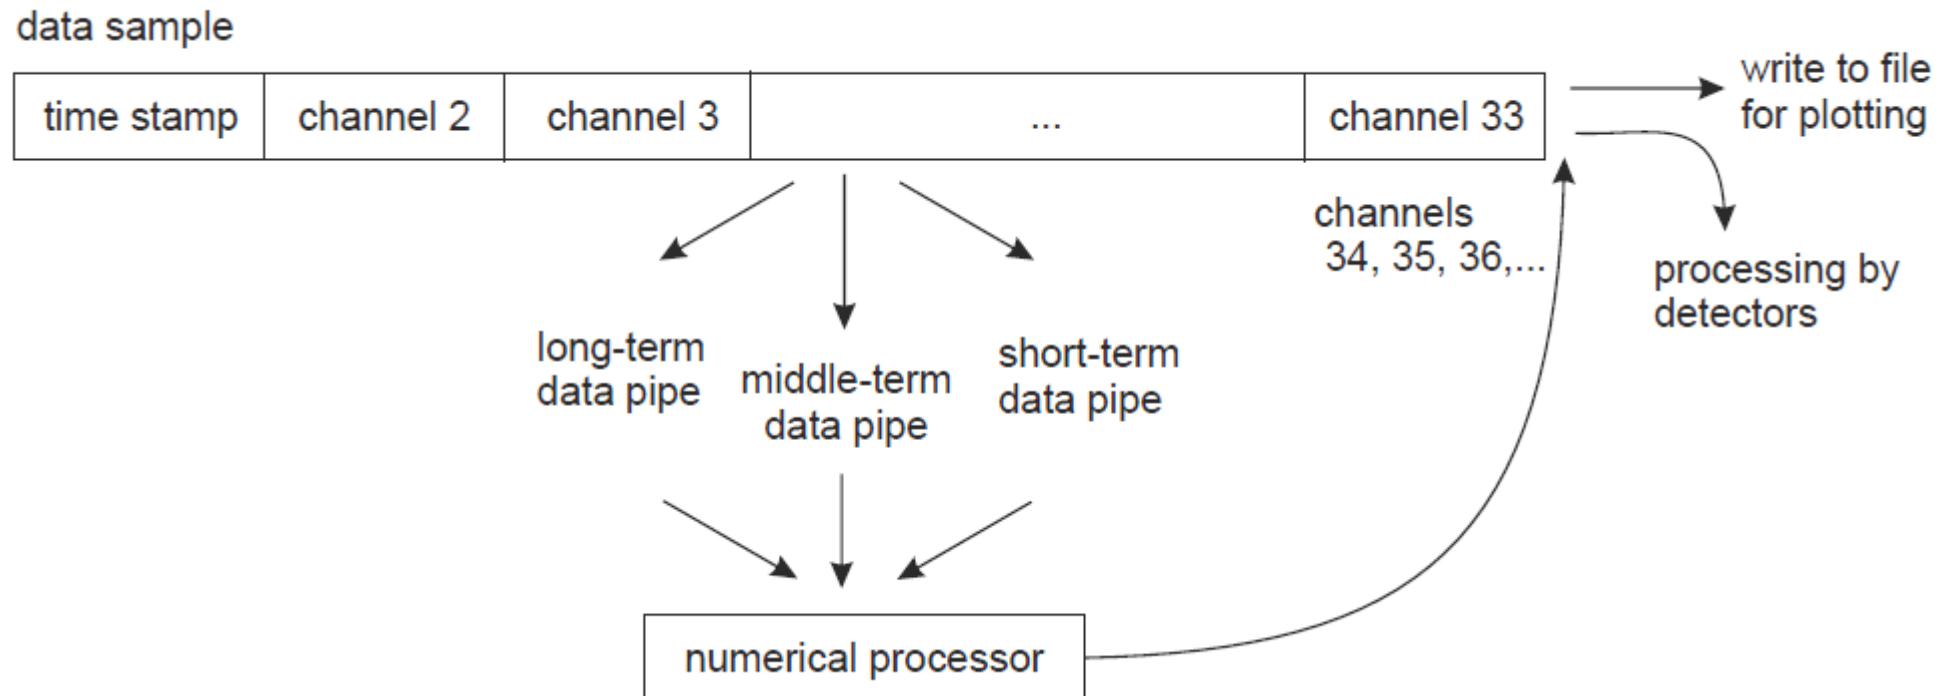 data sample
time stamp
channel 2
channel 3
...
channel 33
write to file
for plotting
channels
34, 35, 36,...
processing by
detectors
long-term
data pipe
middle-term
data pipe
short-term
data pipe
numerical processor